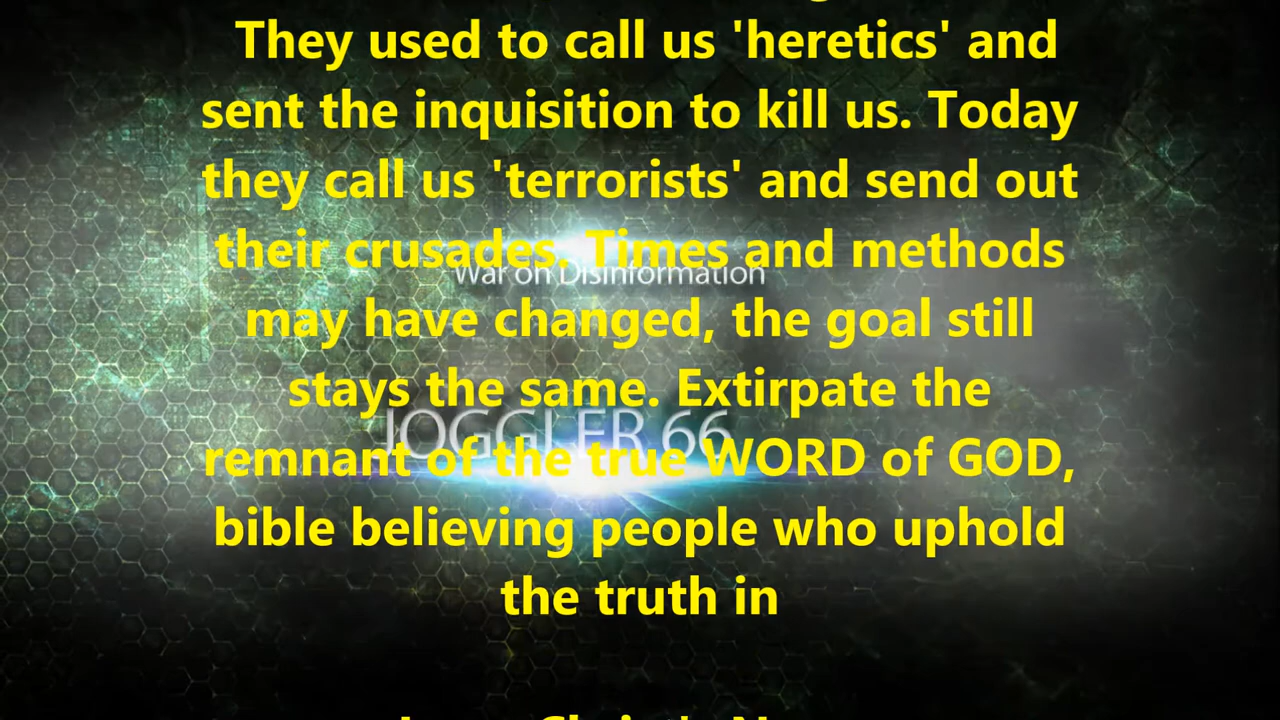 They used to call us 'heretics' and
sent the inquisition to kill us. Today
they call us 'terrorists' and send out
their crusades. Times and methods
War on Disinformation
may have changed, the goal still
stays the same. Extirpate the
JOGGLER 66
remnant of the true WORD of GOD,
bible believing people who uphold
the truth in